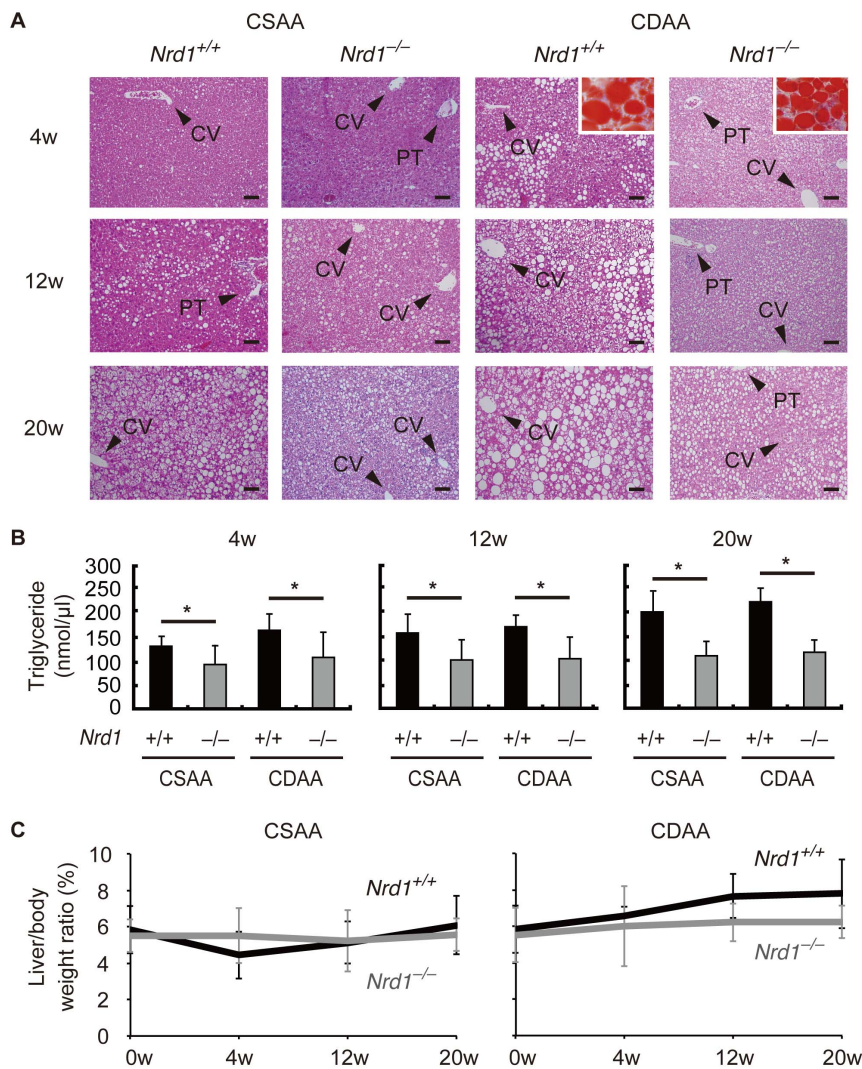 A
CSAA CDAA
Nrd1+/+ Nrd1–/– Nrd1+/+ Nrd1–/–
4w
CV
CV
PT
CV
PT
CV
12w
PT
CV
CV
CV
PT
CV
20w
CV
CV
CV
CV
PT
CV
B
4w 12w 20w
Triglyceride
(nmol/µl)
300
250
200
150
100
50
0
* * * * * *
Nrd1 +/+ –/– +/+ –/– +/+ –/– +/+ –/– +/+ –/– +/+ –/–
CSAA CDAA CSAA CDAA CSAA CDAA
C
CSAA CDAA
Liver/body
weight ratio (%)
10
8
6
4
2
0
Nrd1+/+
Nrd1–/–
Nrd1+/+
Nrd1–/–
0w 4w 12w 20w 0w 4w 12w 20w